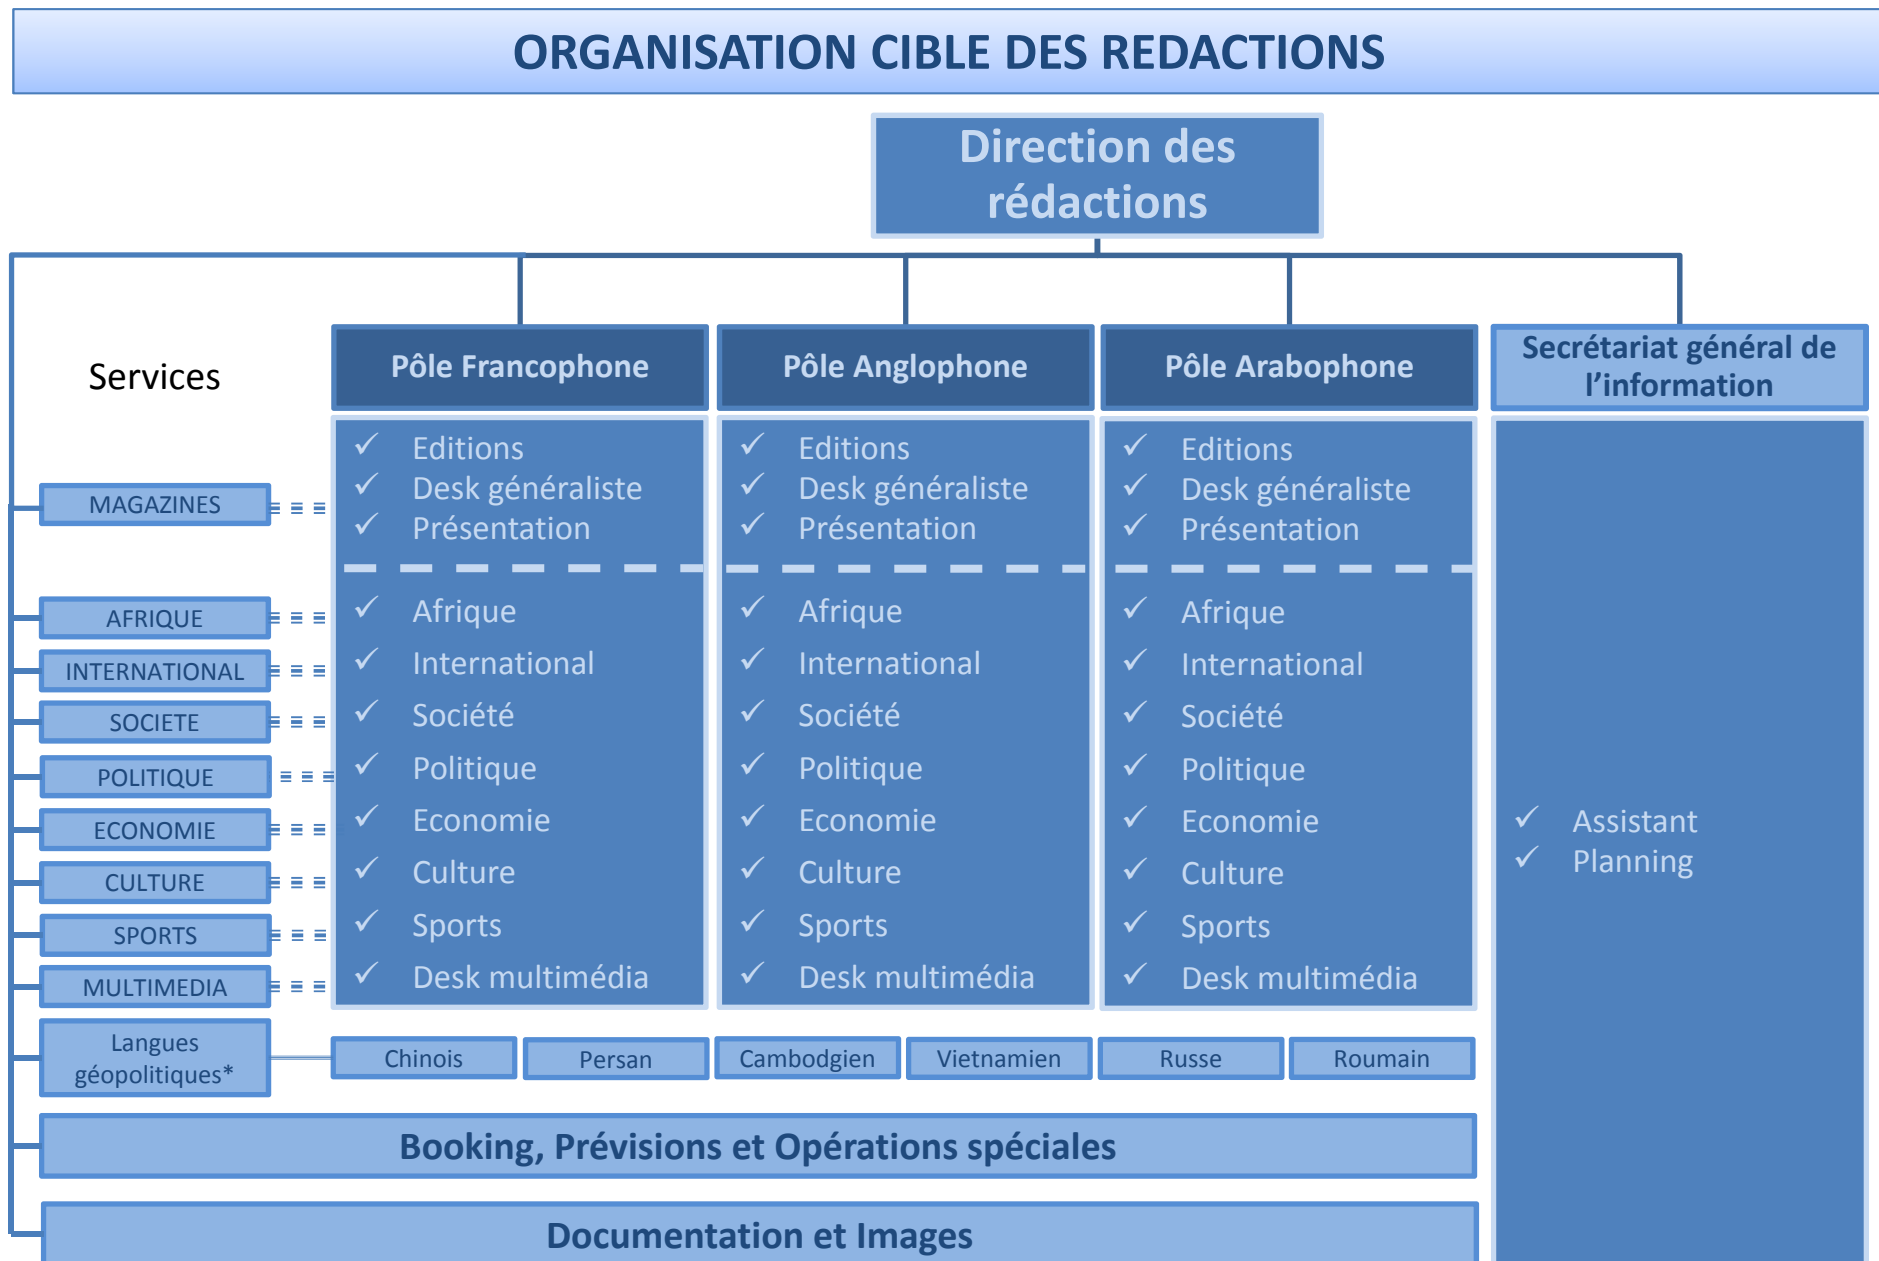 ORGANISATION CIBLE DES REDACTIONS
Direction des
rédactions
Services
Pôle Francophone
Pôle Anglophone
Pôle Arabophone
Secrétariat général de
l’information
✓ Editions
✓ Desk généraliste
✓ Présentation
✓ Editions
✓ Desk généraliste
✓ Présentation
✓ Editions
✓ Desk généraliste
✓ Présentation
MAGAZINES
AFRIQUE
INTERNATIONAL
SOCIETE
POLITIQUE
ECONOMIE
CULTURE
SPORTS
MULTIMEDIA
✓ Afrique
✓ International
✓ Société
✓ Politique
✓ Economie
✓ Culture
✓ Sports
✓ Desk multimédia
✓ Afrique
✓ International
✓ Société
✓ Politique
✓ Economie
✓ Culture
✓ Sports
✓ Desk multimédia
✓ Afrique
✓ International
✓ Société
✓ Politique
✓ Economie
✓ Culture
✓ Sports
✓ Desk multimédia
✓ Assistant
✓ Planning
Langues
géopolitiques*
Chinois
Persan
Cambodgien
Vietnamien
Russe
Roumain
Booking, Prévisions et Opérations spéciales
Documentation et Images